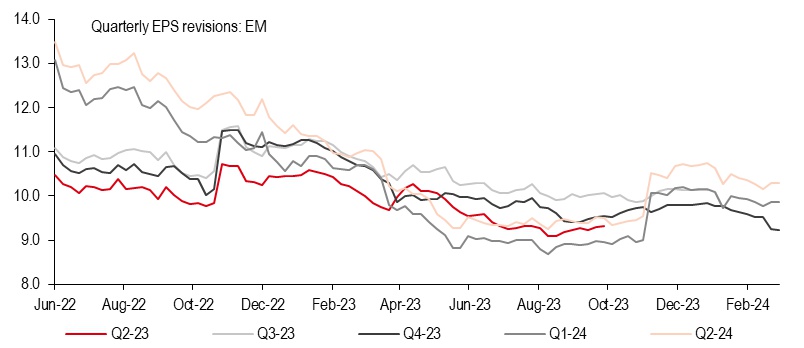 Quarterly EPS revisions: EM
14.0
13.0
12.0
11.0
10.0
9.0
8.0
Jun-22 Aug-22 Oct-22 Dec-22 Feb-23 Apr-23 Jun-23 Aug-23 Oct-23 Dec-23 Feb-24
Q2-23 Q3-23 Q4-23 Q1-24 Q2-24